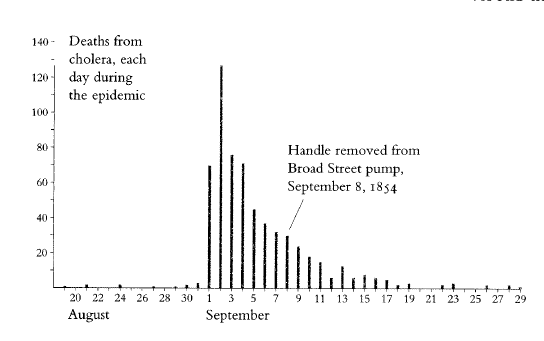 140
120
100
80
60
40
20
Deaths from
cholera, each
day during
the epidemic
Handle removed from
Broad Street pump,
September 8, 1854
20 22 24 26 28 30 1 3 5 7 9 11 13 15 17 19 21 23 25 27 29
August September